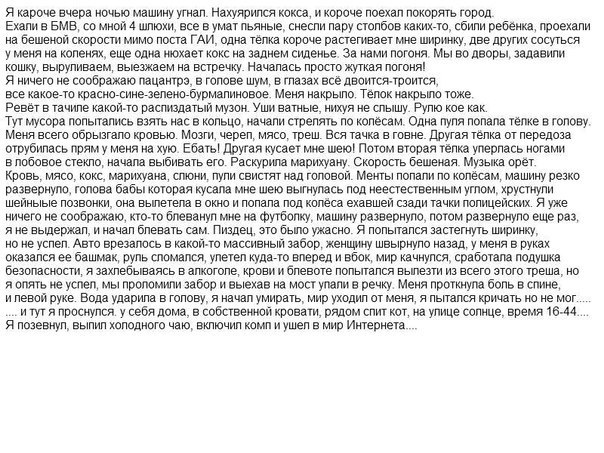 Я кароче вчера ночью машину угнал. Нахуярился кокса, и короче поехал покорять город.
Ехали в БМВ, со мной 4 шлюхи, все в умат пьяные, снесли пару столбов каких-то, сбили ребёнка, проехали
на бешеной скорости мимо поста ГАИ, одна тёлка короче растегивает мне ширинку, две других сосуться
у меня на коленях, еще одна нюхает кокс на заднем сиденье. За нами погоня. Мы во дворы, задавили
кошку, выруливаем, выезжаем на встречку. Началась просто жуткая погоня!
Я ничего не соображаю пацантрэ, в голове шум, в глазах всё двоится-троится,
все какое-то красно-сине-зелено-бурмалиновое. Меня накрыло. Тёлок накрыло тоже.
Ревёт в тачиле какой-то распиздатый музон. Уши ватные, нихуя не слышу. Рулю кое как.
Тут мусора попытались взять нас в кольцо, начали стрелять по колёсам. Одна пуля попала тёлке в голову.
Меня всего обрызгало кровью. Мозги, череп, мясо, треш. Вся тачка в говне. Другая тёлка от передоза
отрубилась прям у меня на хую. Ебать! Другая кусает мне шею! Потом вторая тёлка уперлась ногами
в лобовое стекло, начала выбивать его. Раскурила марихуану. Скорость бешеная. Музыка орёт.
Кровь, мясо, кокс, марихуана, слюни, пули свистят над головой. Менты попали по колёсам, машину резко
развернуло, голова бабы которая кусала мне шею выгнулась под неестественным углом, хрустнули
шейныые позвонки, она вылетела в окно и попала под колёса ехавшей сзади тачки полицейских. Я уже
ничего не соображаю, кто-то блеванул мне на футболку, машину развернуло, потом развернуло еще раз,
я не выдержал, и начал блевать сам. Пиздец, это было ужасно. Я попытался застегнуть ширинку,
но не успел. Авто врезалось в какой-то массивный забор, женщину швырнуло назад, у меня в руках
оказался ее башмак, руль сломался, улетел куда-то вперед и вбок, мир качнулся, сработала подушка
безопасности, я захлебываясь в алкоголе, крови и блевоте попытался вылезти из всего этого треша, но
я опять не успел, мы проломили забор и выехав на мост упали в речку. Меня проткнула боль в спине,
и левой руке. Вода ударила в голову, я начал умирать, мир уходил от меня, я пытался кричать но не мог.....
.... и тут я проснулся. у себя дома, в собственной кровати, рядом спит кот, на улице солнце, время 16-44....
Я позевнул, выпил холодного чаю, включил комп и ушел в мир Интернета....